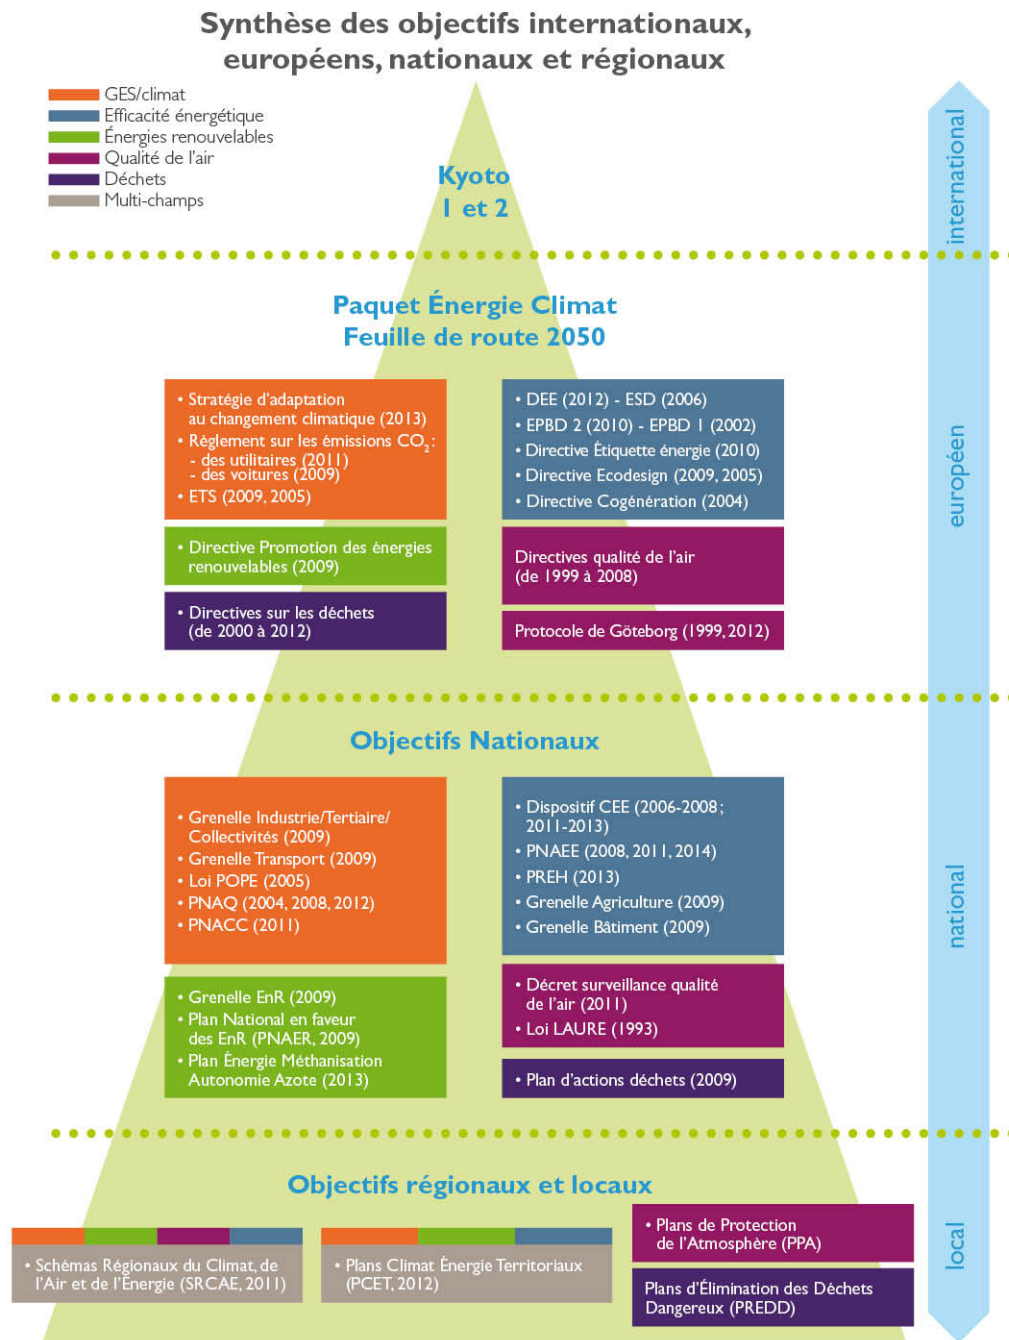 Synthèse des objectifs internationaux,
européens, nationaux et régionaux
GES/climat
Efficacité énergétique
Énergies renouvelables
Qualité de l'air
Déchets
Multi-champs
international
Kyoto
1 et 2
européen
Paquet Énergie Climat
Feuille de route 2050
• Stratégie d'adaptation
au changement climatique (2013)
• Règlement sur les émissions CO₂ :
- des utilitaires (2011)
- des voitures (2009)
• ETS (2009, 2005)
• DEE (2012) - ESD (2006)
• EPBD 2 (2010) - EPBD 1 (2002)
• Directive Étiquette énergie (2010)
• Directive Ecodesign (2009, 2005)
• Directive Cogénération (2004)
• Directive Promotion des énergies
renouvelables (2009)
Directives qualité de l'air
(de 1999 à 2008)
• Directives sur les déchets
(de 2000 à 2012)
Protocole de Göteborg (1999, 2012)
national
Objectifs Nationaux
• Grenelle Industrie/Tertiaire/
Collectivités (2009)
• Grenelle Transport (2009)
• Loi POPE (2005)
• PNAQ (2004, 2008, 2012)
• PNACC (2011)
• Dispositif CEE (2006-2008 ;
2011-2013)
• PNAEE (2008, 2011, 2014)
• PREH (2013)
• Grenelle Agriculture (2009)
• Grenelle Bâtiment (2009)
• Grenelle EnR (2009)
• Plan National en faveur
des EnR (PNAER, 2009)
• Plan Énergie Méthanisation
Autonomie Azote (2013)
• Décret surveillance qualité
de l'air (2011)
• Loi LAURE (1993)
• Plan d'actions déchets (2009)
local
Objectifs régionaux et locaux
• Schémas Régionaux du Climat, de
l'Air et de l'Énergie (SRCAE, 2011)
• Plans Climat Énergie Territoriaux
(PCET, 2012)
• Plans de Protection
de l'Atmosphère (PPA)
Plans d'Élimination des Déchets
Dangereux (PREDD)